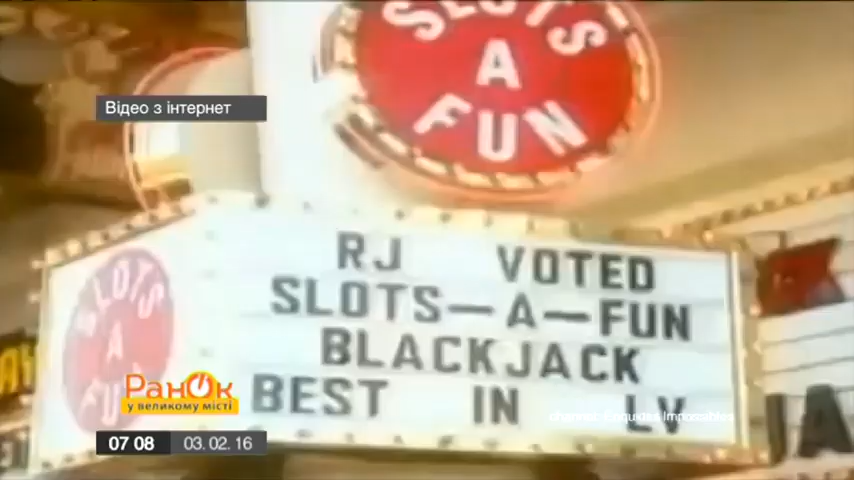 SLOTS
A
FUN
Відео з інтернет
RJ VOTED
SLOTS—A—FUN
BLACKJACK
BEST IN LV
SLOTS
A
FUN
РанОк
у великому місті
07 08 03. 02. 16